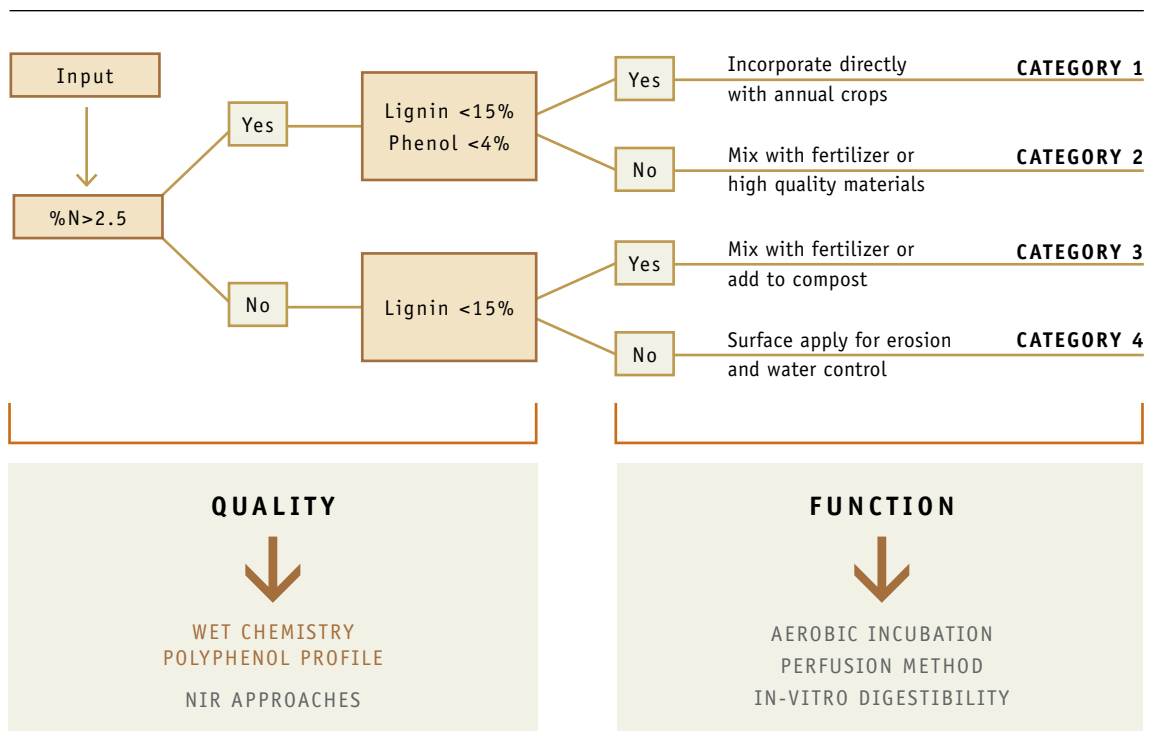 Input
%N>2.5
Yes
No
Lignin <15%
Phenol <4%
Lignin <15%
Yes
Incorporate directly
with annual crops
CATEGORY 1
No
Mix with fertilizer or
high quality materials
CATEGORY 2
Yes
Mix with fertilizer or
add to compost
CATEGORY 3
No
Surface apply for erosion
and water control
CATEGORY 4
QUALITY
WET CHEMISTRY
POLYPHENOL PROFILE
NIR APPROACHES
FUNCTION
AEROBIC INCUBATION
PERFUSION METHOD
IN-VITRO DIGESTIBILITY